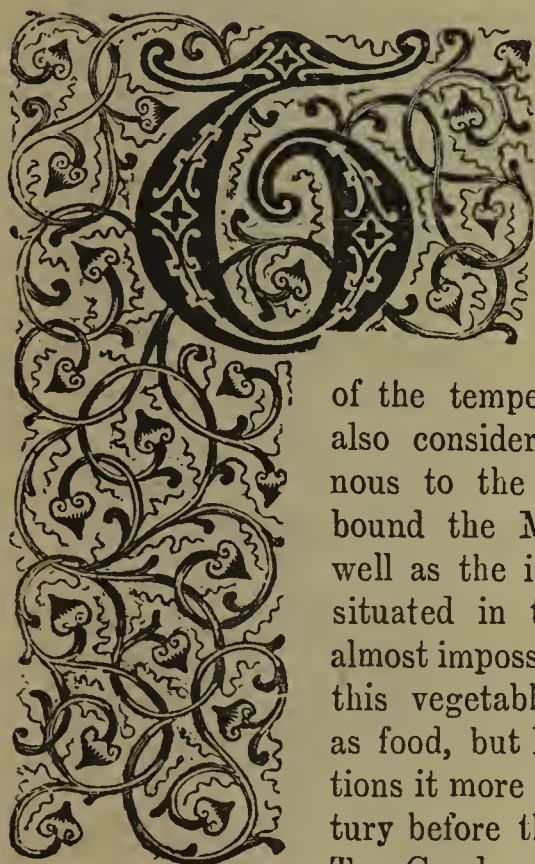 T
of the tempe
also consider
nous to the
bound the M
well as the i
situated in t
almost imposs
this vegetabl
as food, but
tions it more
tury before th